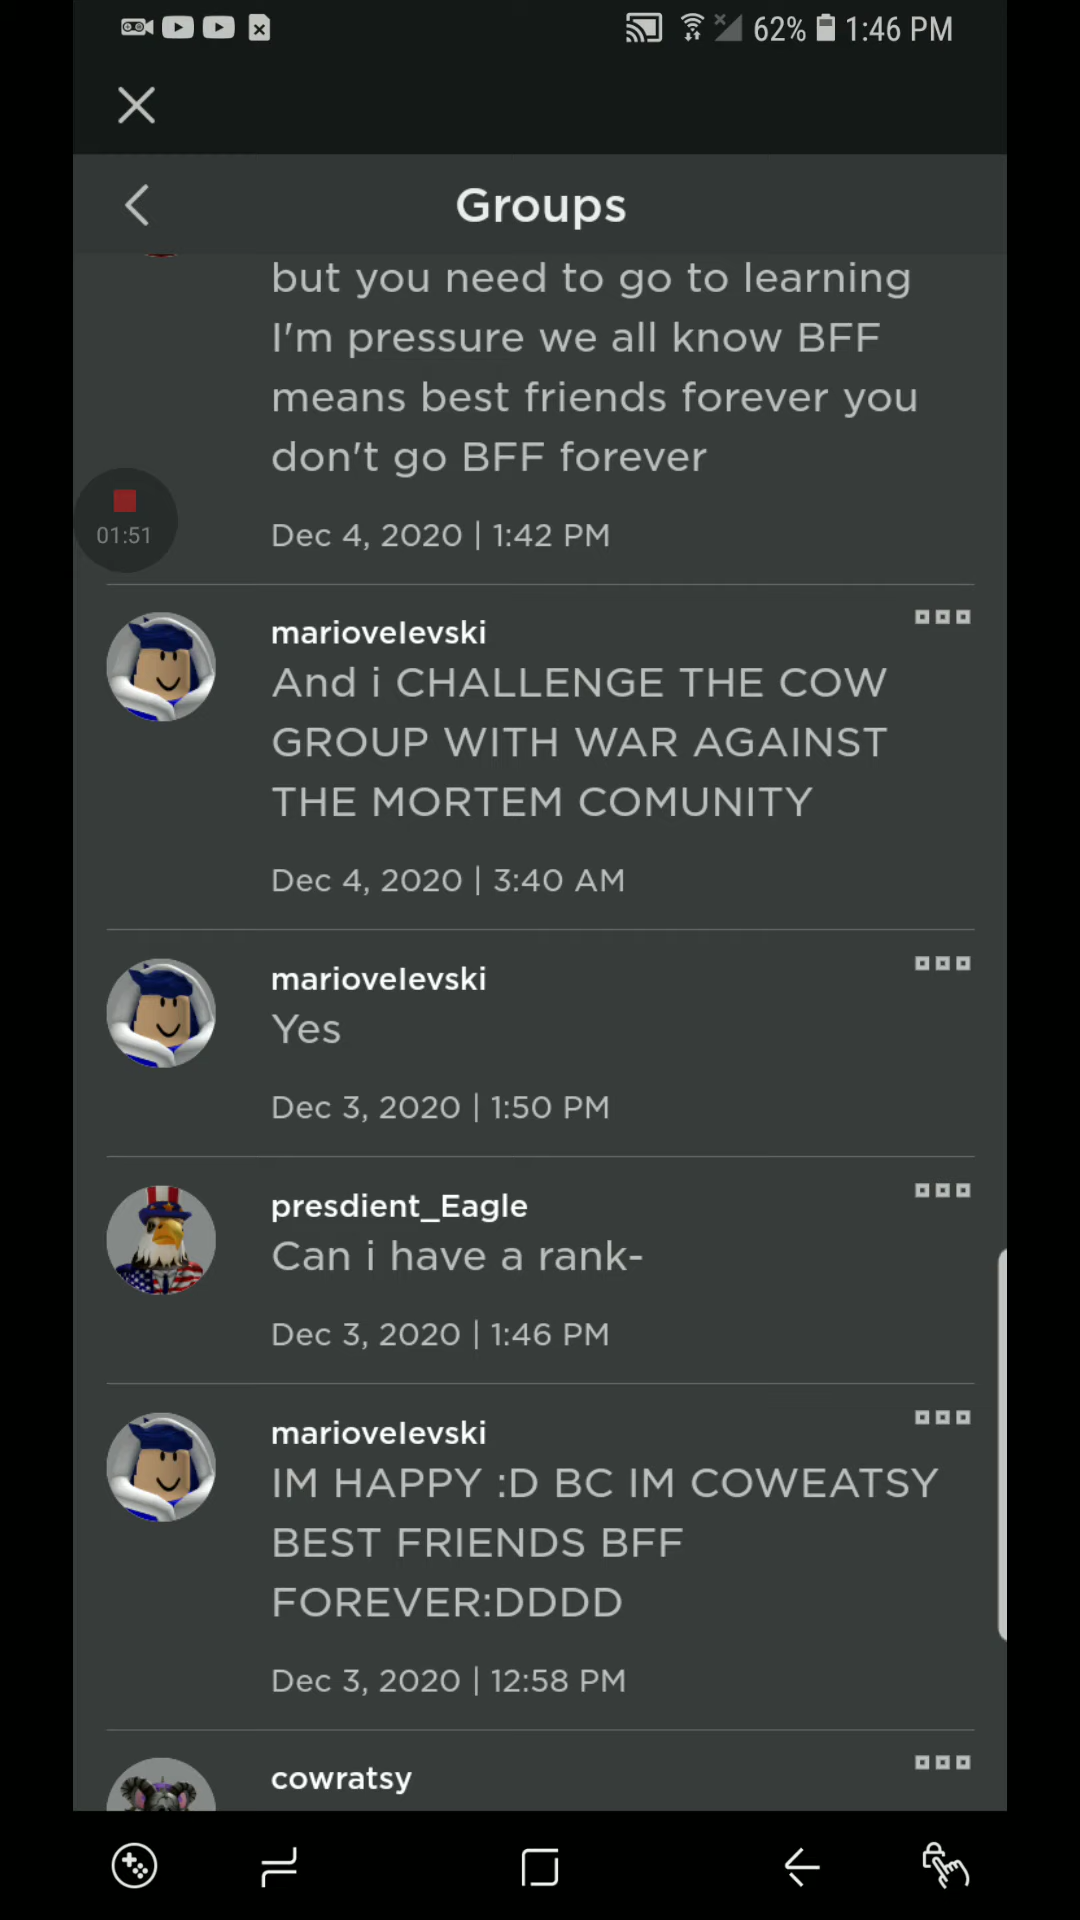 62% 1:46 PM
Groups
but you need to go to learning
I'm pressure we all know BFF
means best friends forever you
don't go BFF forever
01:51
Dec 4, 2020 | 1:42 PM
mariovelevski
And i CHALLENGE THE COW
GROUP WITH WAR AGAINST
THE MORTEM COMUNITY
Dec 4, 2020 | 3:40 AM
mariovelevski
Yes
Dec 3, 2020 | 1:50 PM
presdient_Eagle
Can i have a rank-
Dec 3, 2020 | 1:46 PM
mariovelevski
IM HAPPY :D BC IM COWEATSY
BEST FRIENDS BFF
FOREVER:DDDD
Dec 3, 2020 | 12:58 PM
cowratsy